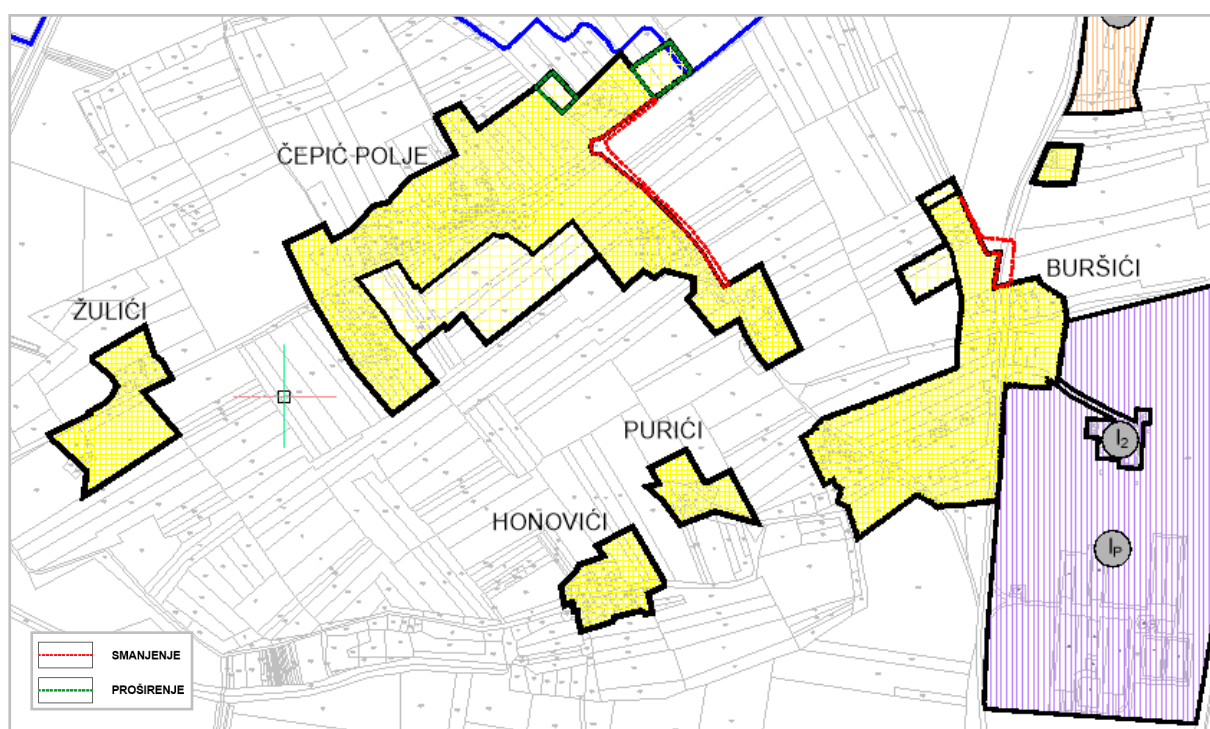 ČEPIĆ POLJE
BURŠIĆI
ŽULIĆI
PURIĆI
I2
HONOVIĆI
IP
SMANJENJE
PROŠIRENJE